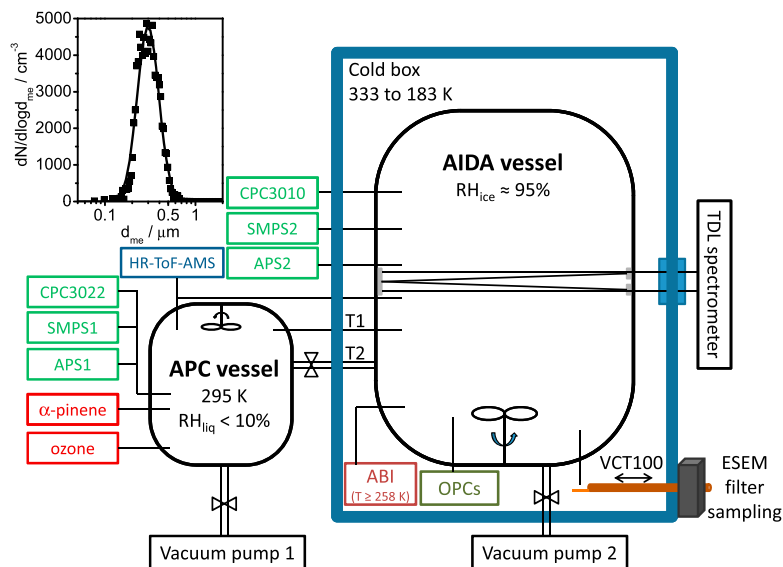 5000
4000
3000
2000
1000
0
dN/dlogd_me / cm⁻³
0.1
0.5
1
d_me / μm
Cold box
333 to 183 K
AIDA vessel
RH_ice ≈ 95%
CPC3010
SMPS2
APS2
HR-ToF-AMS
CPC3022
SMPS1
APS1
α-pinene
ozone
APC vessel
295 K
RH_liq < 10%
T1
T2
TDL spectrometer
ABI
(T ≥ 258 K)
OPCs
VCT100
ESEM
filter
sampling
Vacuum pump 1
Vacuum pump 2